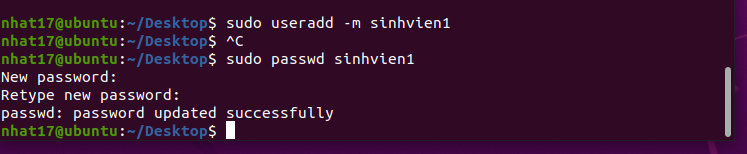 nhat17@ubuntu:~/Desktop$ sudo useradd -m sinhvien1
nhat17@ubuntu:~/Desktop$ ^C
nhat17@ubuntu:~/Desktop$ sudo passwd sinhvien1
New password:
Retype new password:
passwd: password updated successfully
nhat17@ubuntu:~/Desktop$